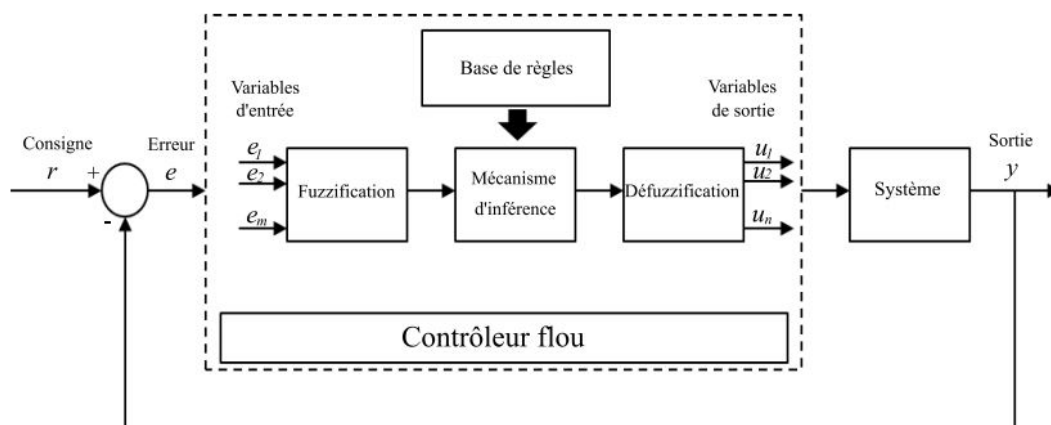 Base de règles
Variables
d'entrée
Variables
de sortie
Consigne
r
+
-
Erreur
e
e1
e2
em
Fuzzification
Mécanisme
d'inférence
Défuzzification
u1
u2
un
Système
Sortie
y
Contrôleur flou